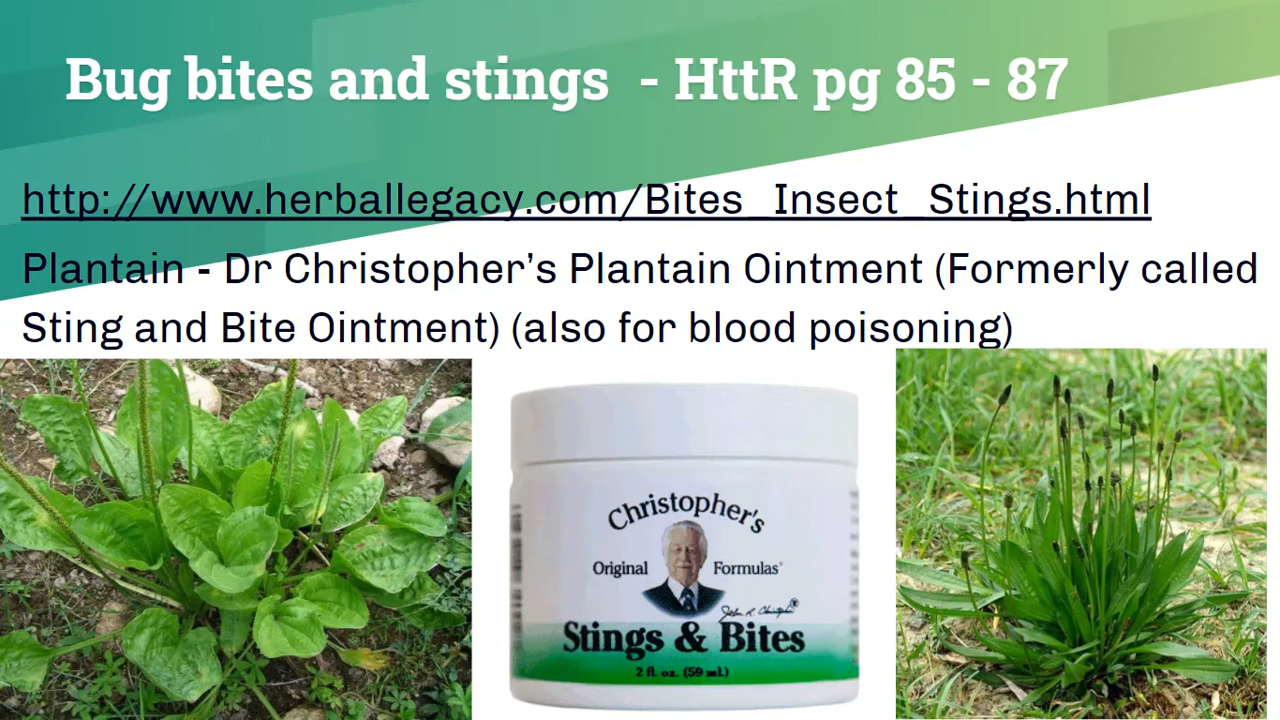 Bug bites and stings - HttR pg 85 - 87
http://www.herballegacy.com/Bites_Insect_Stings.html
Plantain - Dr Christopher’s Plantain Ointment (Formerly called
Sting and Bite Ointment) (also for blood poisoning)
Christopher's
Original Formulas
Stings & Bites
2 fl. oz. (59 mL)